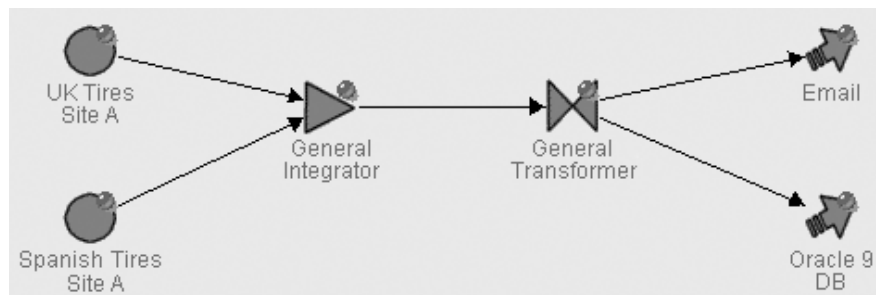 UK Tires
Site A
General
Integrator
General
Transformer
Email
Spanish Tires
Site A
Oracle 9
DB